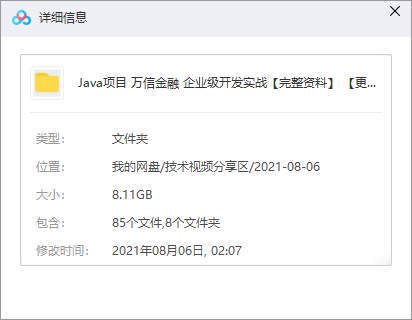 详细信息
Java项目 万信金融 企业级开发实战【完整资料】 【更...
类型： 文件夹
位置： 我的网盘/技术视频分享区/2021-08-06
大小： 8.11GB
包含： 85个文件,8个文件夹
修改时间： 2021年08月06日, 02:07